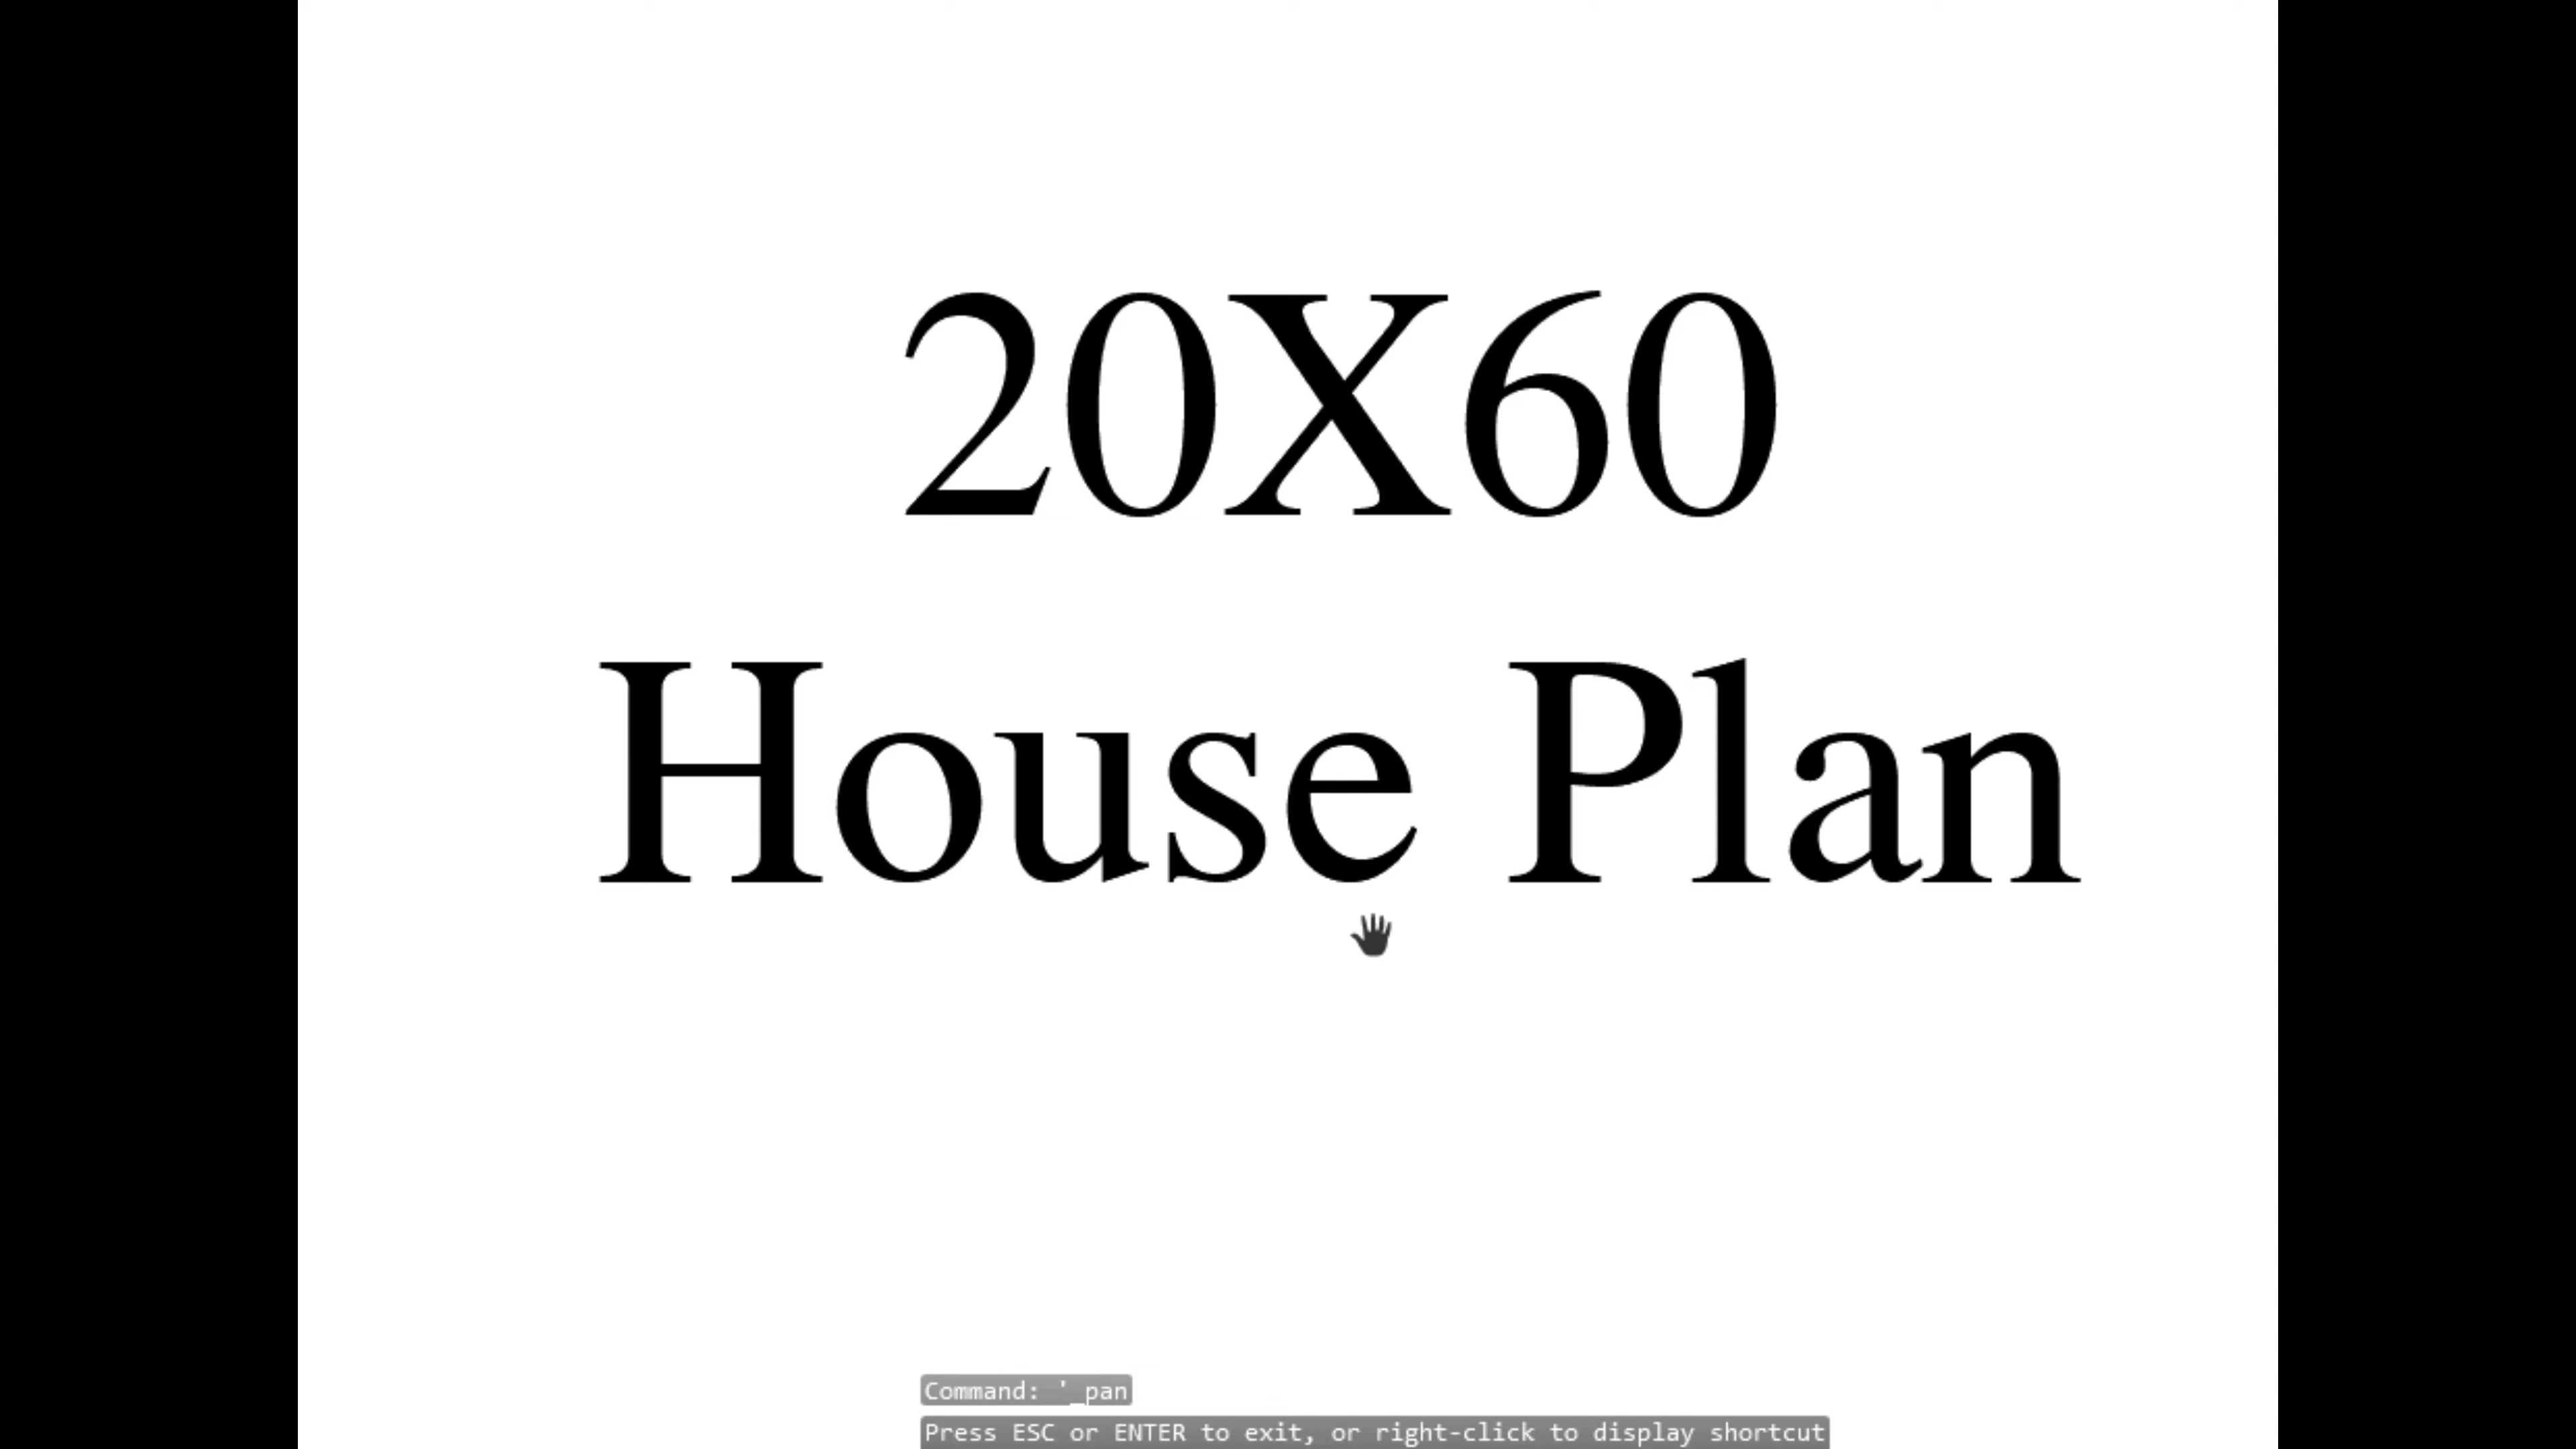 20X60
House Plan
Command: '_pan
Press ESC or ENTER to exit, or right-click to display shortcut